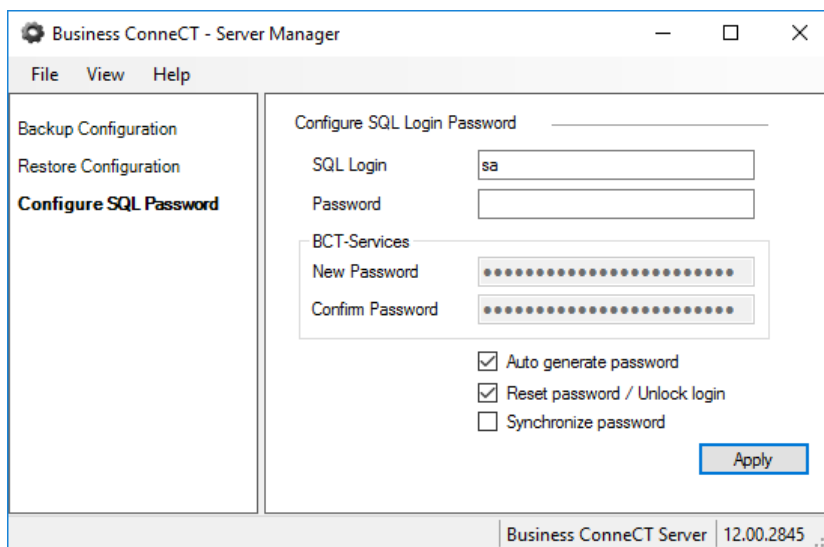 Business ConneCT - Server Manager
File View Help
Backup Configuration
Restore Configuration
Configure SQL Password
Configure SQL Login Password
SQL Login sa
Password
BCT-Services
New Password ••••••••••••••••••••••••
Confirm Password ••••••••••••••••••••••••
Auto generate password
Reset password / Unlock login
Synchronize password
Apply
Business ConneCT Server 12.00.2845